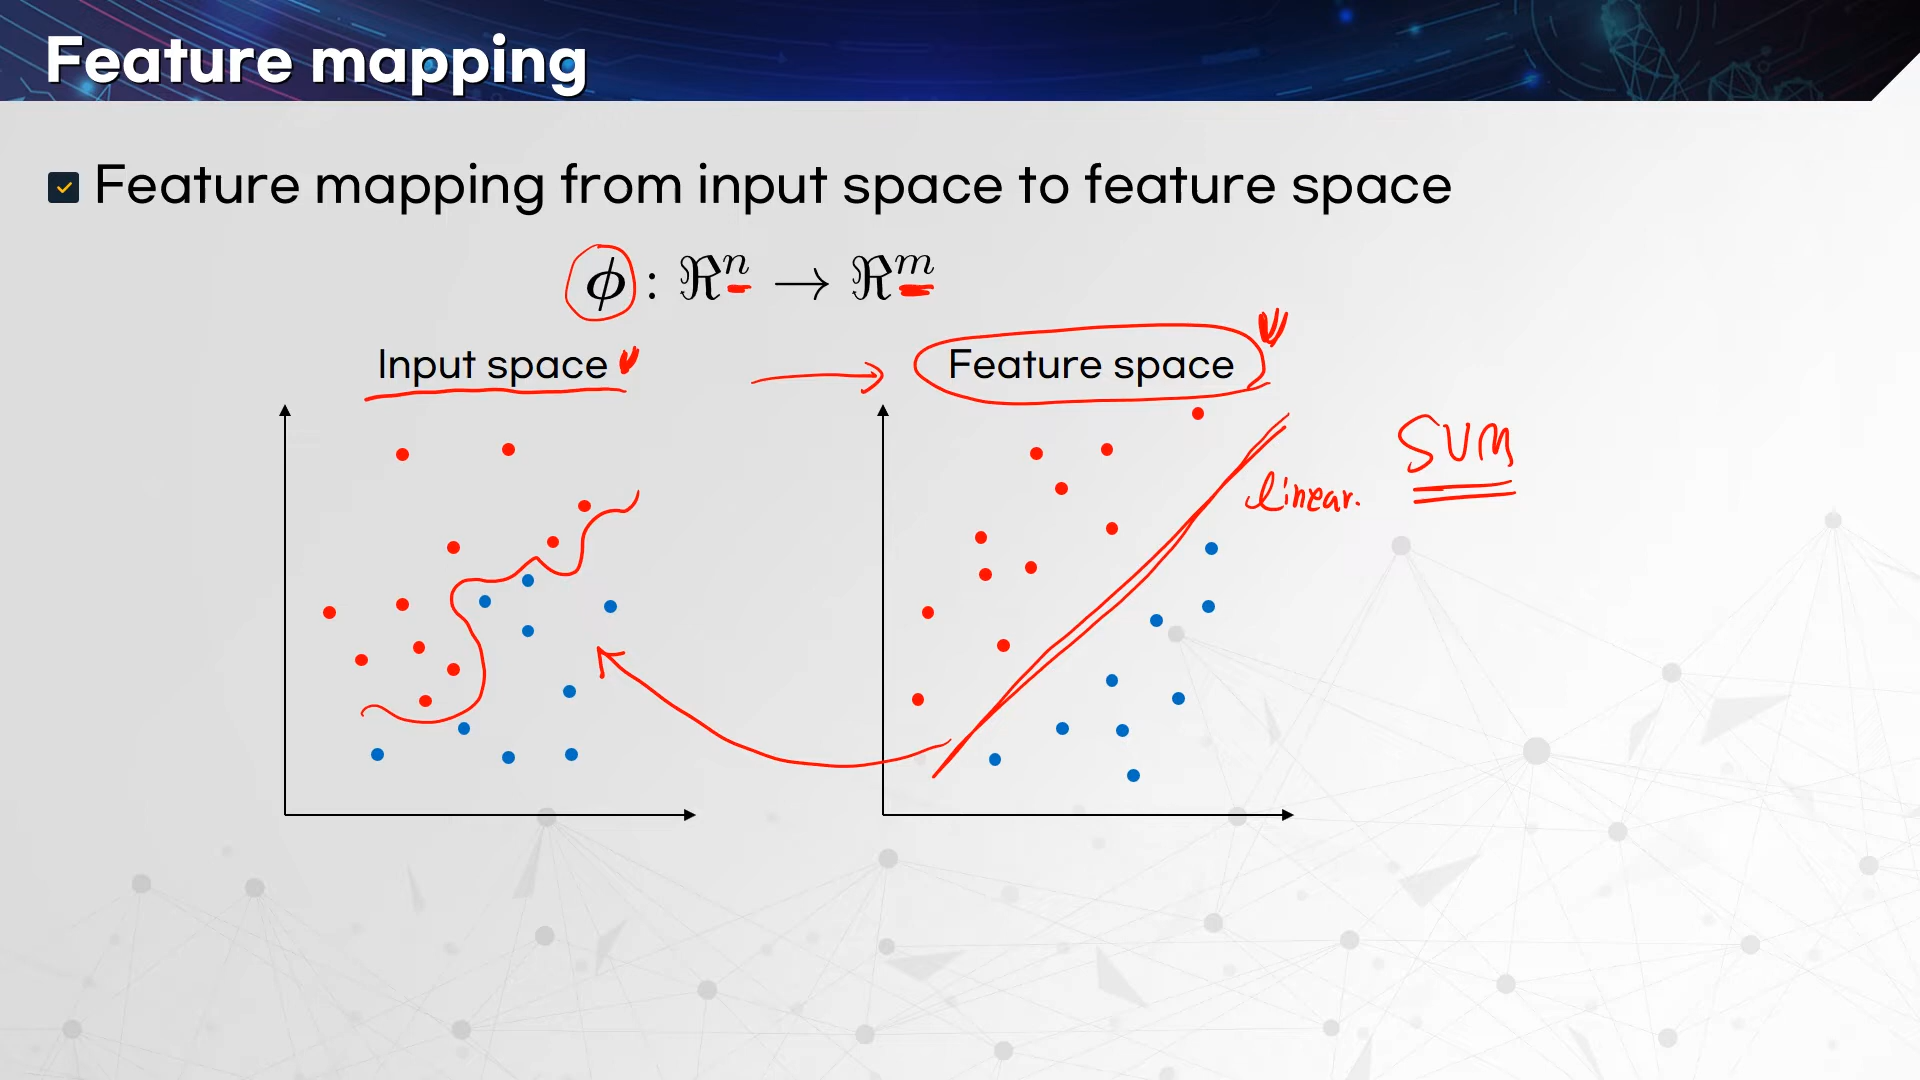 Feature mapping
Feature mapping from input space to feature space
ϕ : ℜⁿ → ℜᵐ
Input space
Feature space
SVM
linear.